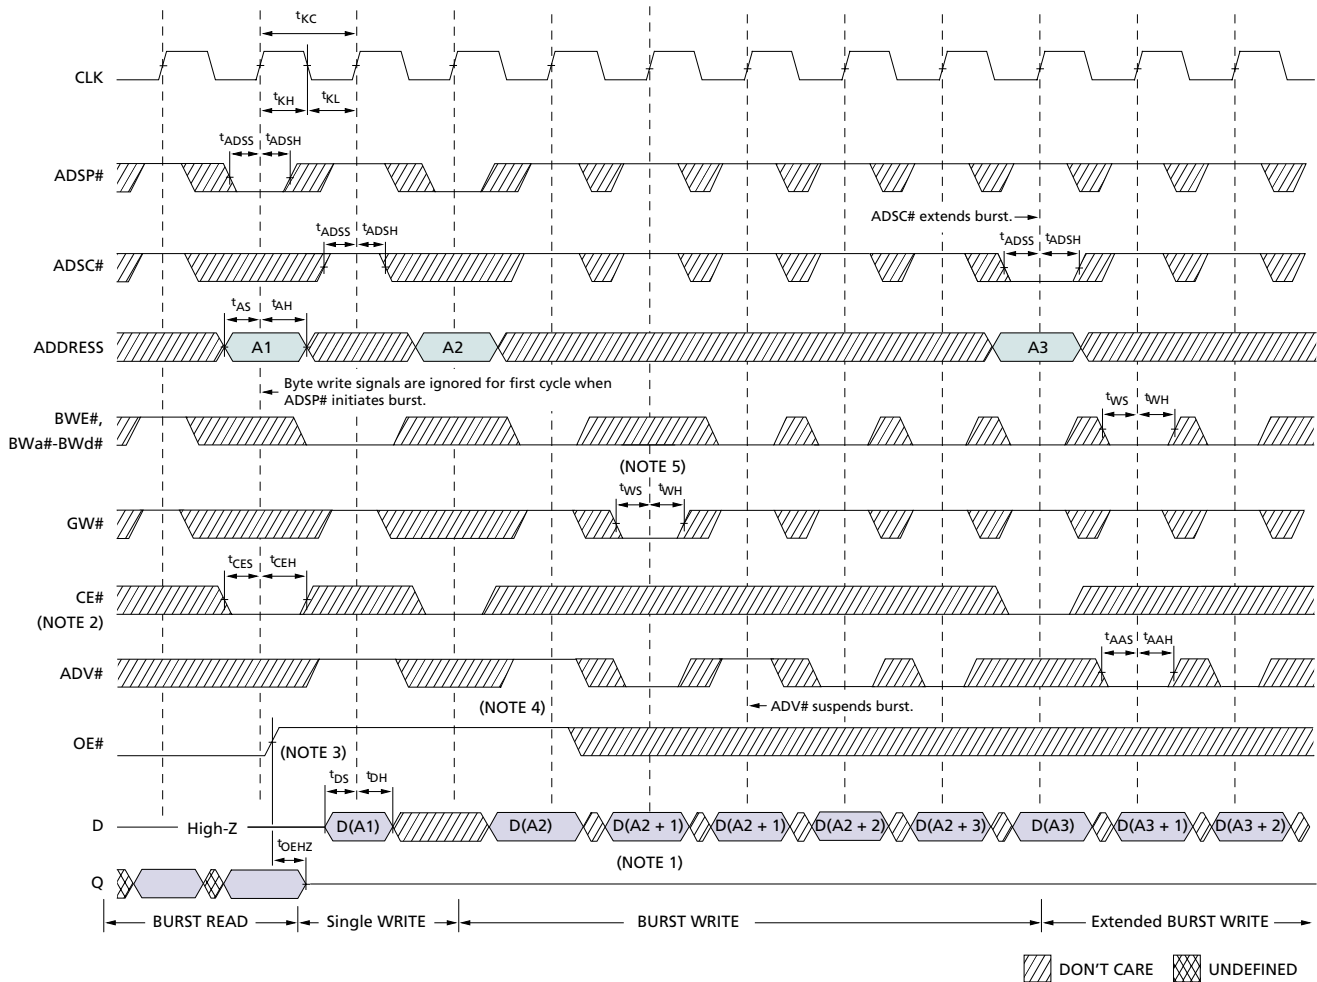 tKC
CLK
tKH
tKL
tADSS
tADSH
ADSP#
ADSC# extends burst.
tADSS
tADSH
tADSS
tADSH
ADSC#
tAS
tAH
ADDRESS
A1
A2
A3
Byte write signals are ignored for first cycle when
ADSP# initiates burst.
BWE#,
BWa#-BWd#
tWS
tWH
(NOTE 5)
tWS
tWH
GW#
tCES
tCEH
CE#
(NOTE 2)
tAAS
tAAH
ADV#
(NOTE 4)
ADV# suspends burst.
OE#
(NOTE 3)
tDS
tDH
D
High-Z
D(A1)
D(A2)
D(A2 + 1)
D(A2 + 1)
D(A2 + 2)
D(A2 + 3)
D(A3)
D(A3 + 1)
D(A3 + 2)
tOEHZ
(NOTE 1)
Q
BURST READ
Single WRITE
BURST WRITE
Extended BURST WRITE
DON'T CARE
UNDEFINED